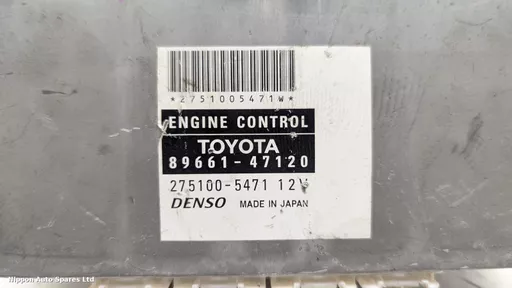 *2751005471W*
ENGINE CONTROL
TOYOTA
89661-47120
275100-5471 12V
DENSO MADE IN JAPAN
Nippon Auto Spares Ltd